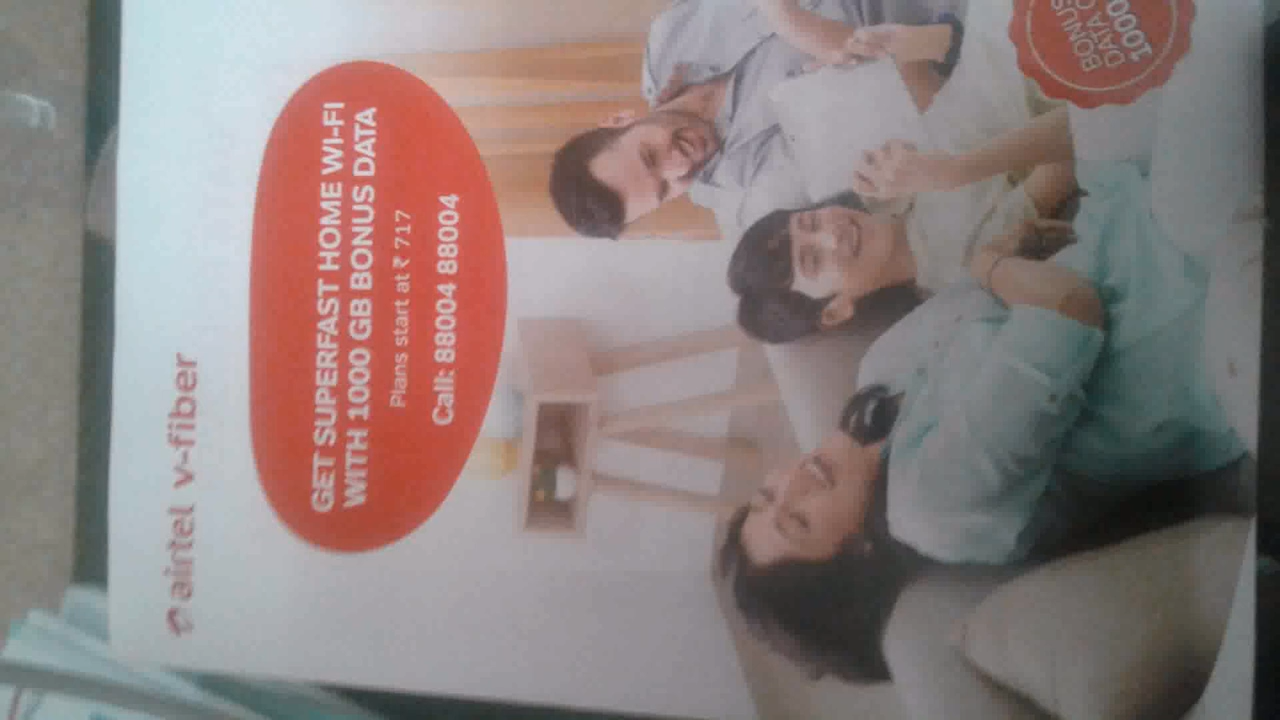 airtel v-fiber
GET SUPERFAST HOME WI-FI
WITH 1000 GB BONUS DATA
Plans start at ₹ 717
Call: 88004 88004
BONUS
DATA
1000